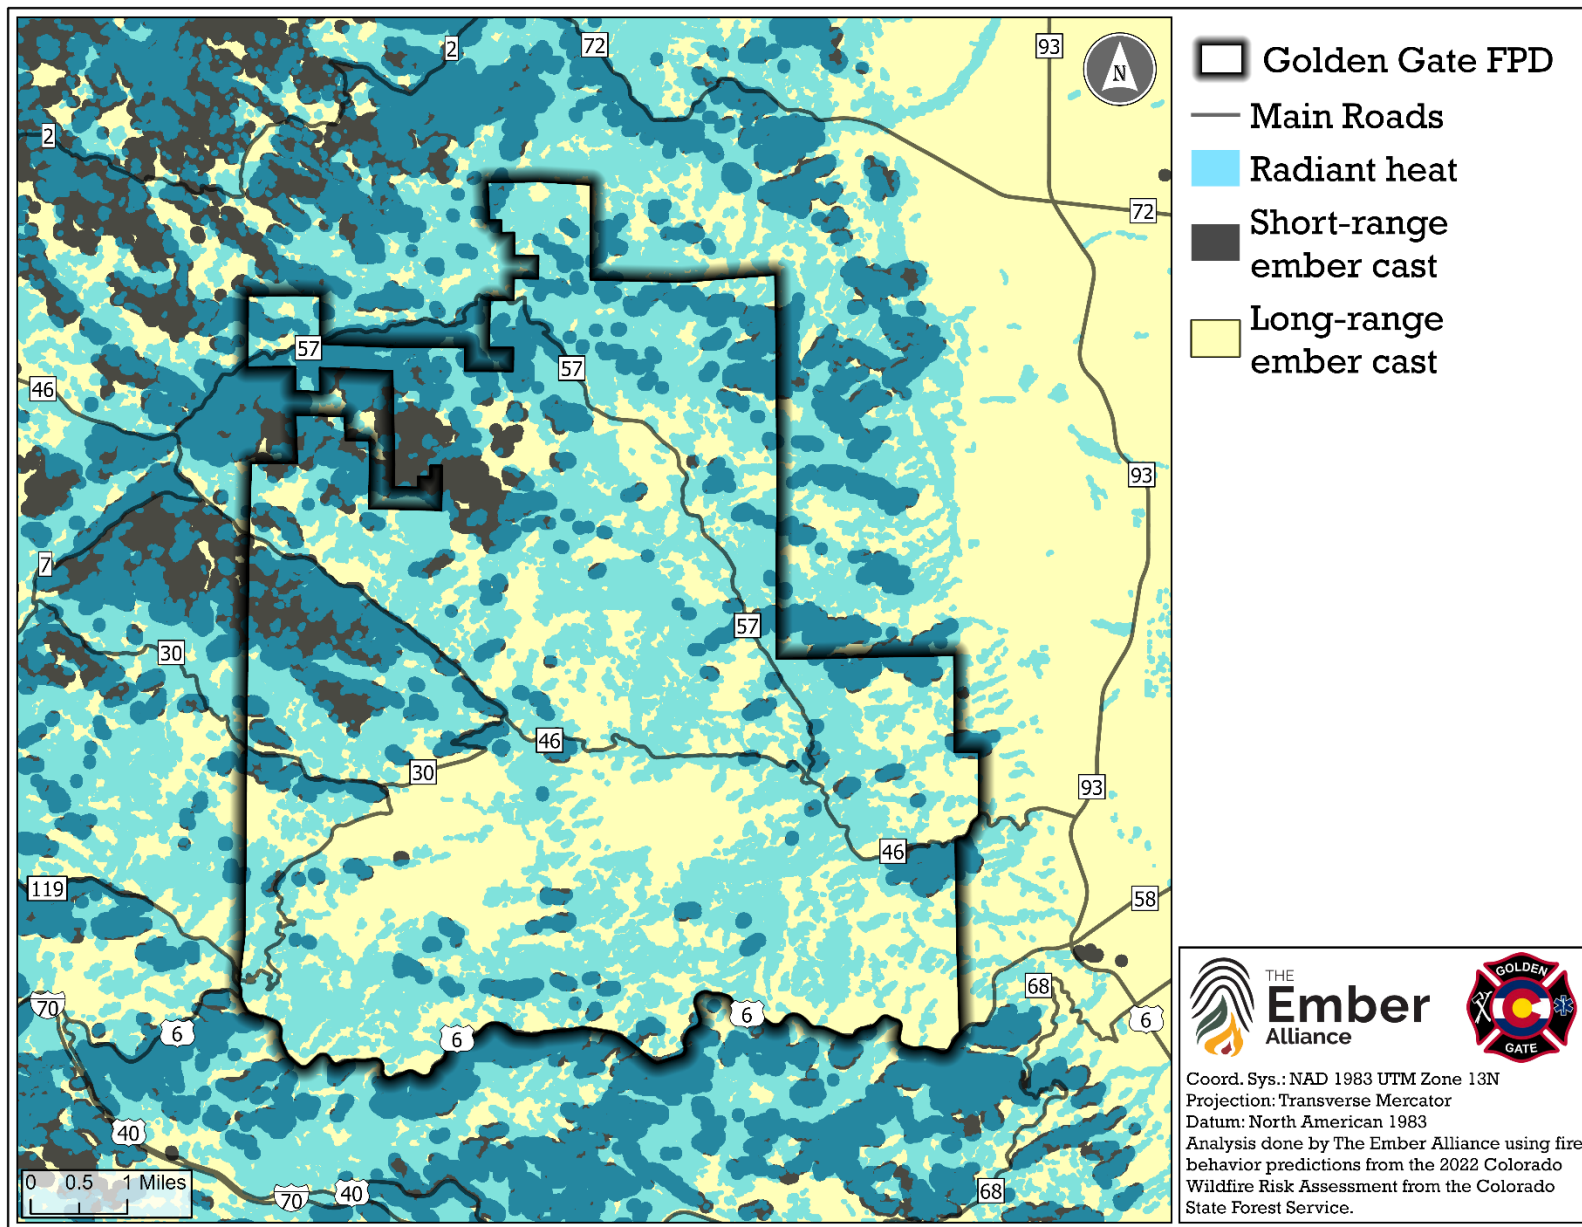 2
72
93
N
2
72
57
46
57
93
7
57
30
46
30
93
46
119
58
68
70
6
6
6
6
40
70
40
68
0 0.5 1 Miles
Golden Gate FPD
Main Roads
Radiant heat
Short-range
ember cast
Long-range
ember cast
THE
Ember
Alliance
GOLDEN
GATE
Coord. Sys.: NAD 1983 UTM Zone 13N
Projection: Transverse Mercator
Datum: North American 1983
Analysis done by The Ember Alliance using fire
behavior predictions from the 2022 Colorado
Wildfire Risk Assessment from the Colorado
State Forest Service.